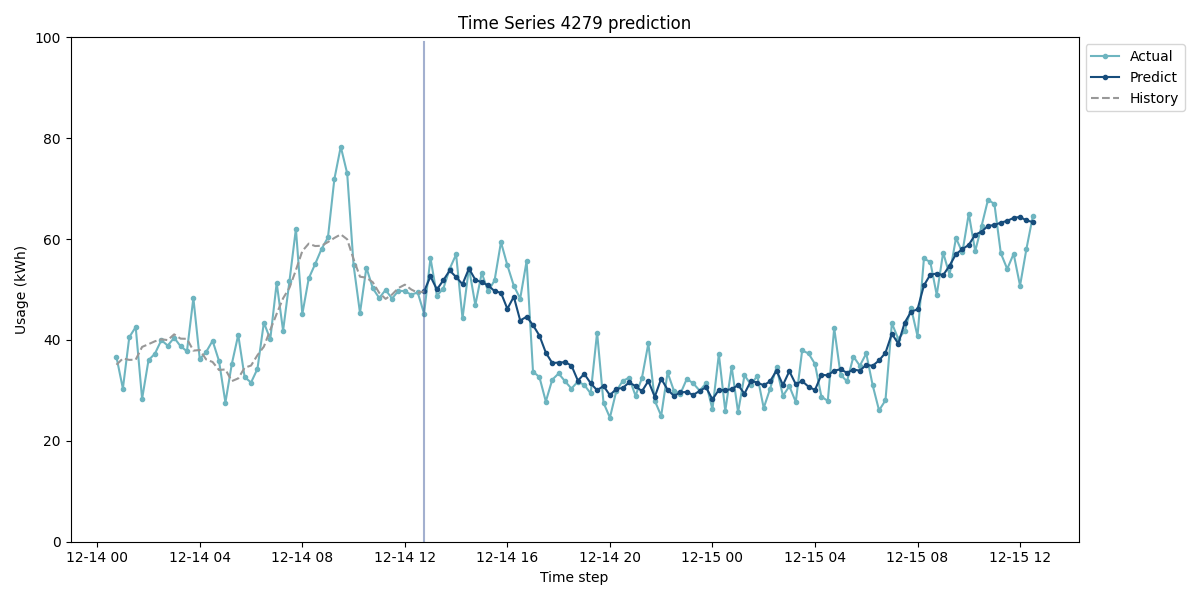 Time Series 4279 prediction
100
80
60
40
20
0
Usage (kWh)
12-14 00 12-14 04 12-14 08 12-14 12 12-14 16 12-14 20 12-15 00 12-15 04 12-15 08 12-15 12
Time step
Actual
Predict
History